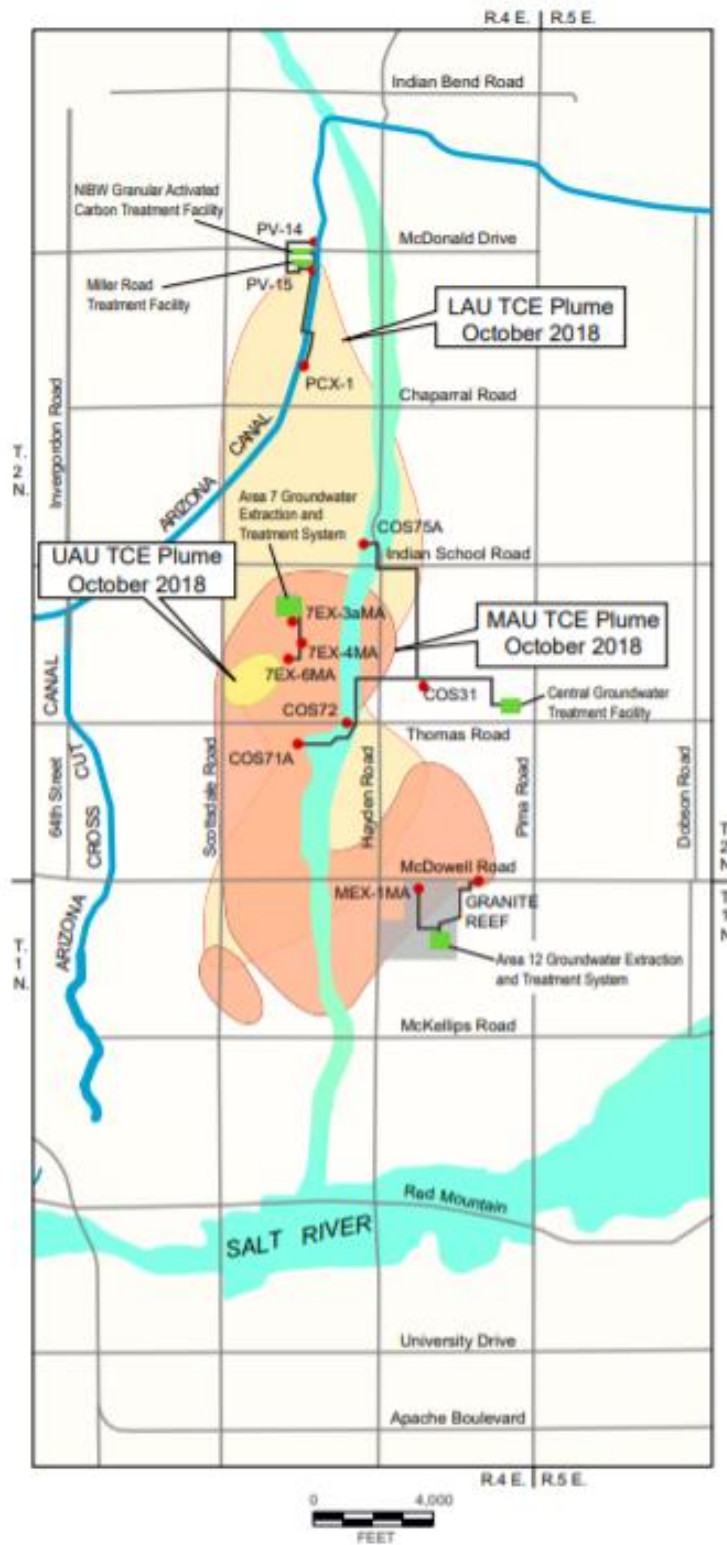 R.4 E. R.5 E.
Indian Bend Road
NIBW Granular Activated
Carbon Treatment Facility
PV-14
McDonald Drive
Miller Road
Treatment Facility
PV-15
LAU TCE Plume
October 2018
PCX-1
Chaparral Road
Invergordon Road
ARIZONA CANAL
T.
2
N.
Area 7 Groundwater
Extraction and
Treatment System
COS75A
Indian School Road
UAU TCE Plume
October 2018
7EX-3aMA
MAU TCE Plume
October 2018
7EX-4MA
7EX-6MA
COS31
Central Groundwater
Treatment Facility
COS72
Thomas Road
COS71A
64th Street
ARIZONA CROSS CUT CANAL
Scottsdale Road
Hayden Road
Pima Road
Dobson Road
T.
2
N.
McDowell Road
MEX-1MA
GRANITE
REEF
T.
1
N.
T.
1
N.
Area 12 Groundwater Extraction
and Treatment System
McKellips Road
Red Mountain
SALT RIVER
University Drive
Apache Boulevard
R.4 E. R.5 E.
0 4,000
FEET